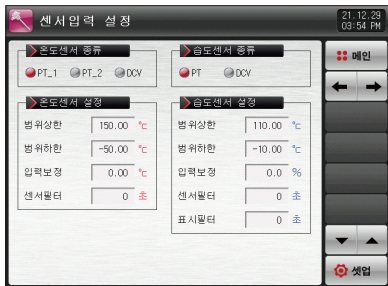 센서입력 설정
21.12.29
03:54 PM
온도센서 종류
PT_1 PT_2 DCV
습도센서 종류
PT DCV
온도센서 설정
범위상한 150.00 ℃
범위하한 -50.00 ℃
입력보정 0.00 ℃
센서필터 0 초
습도센서 설정
범위상한 110.00 ℃
범위하한 -10.00 ℃
입력보정 0.0 %
센서필터 0 초
표시필터 0 초
메인
셋업